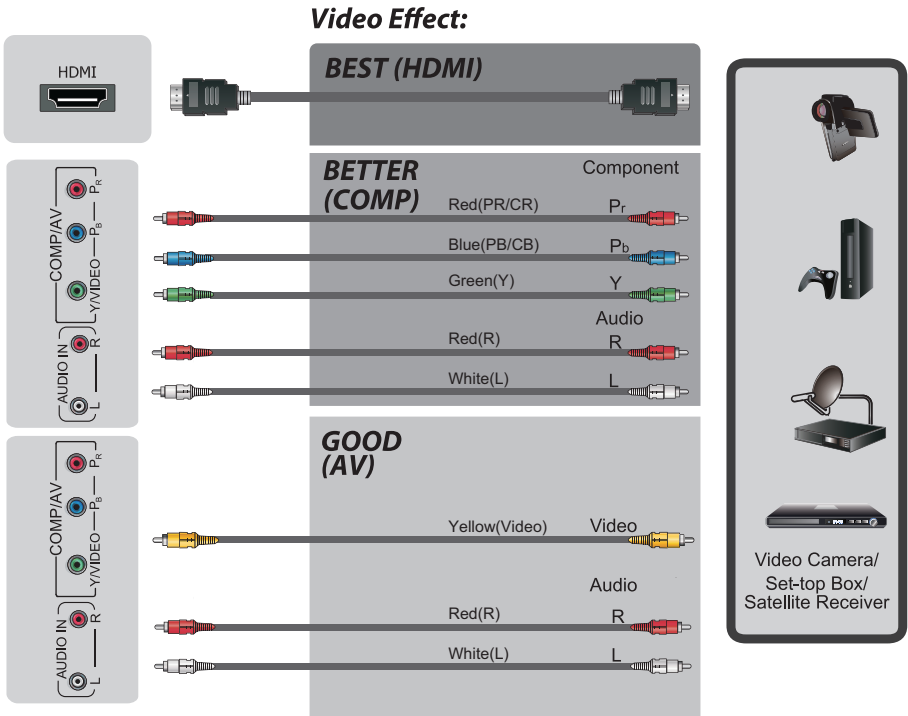 Video Effect:
HDMI
BEST (HDMI)
BETTER
(COMP)
Component
COMP/AV
PR
PB
Y/VIDEO
Red(PR/CR) Pr
Blue(PB/CB) Pb
Green(Y) Y
Audio
AUDIO IN
R
L
Red(R) R
White(L) L
GOOD
(AV)
COMP/AV
PR
PB
Y/VIDEO
Yellow(Video) Video
Audio
AUDIO IN
R
L
Red(R) R
White(L) L
Video Camera/
Set-top Box/
Satellite Receiver